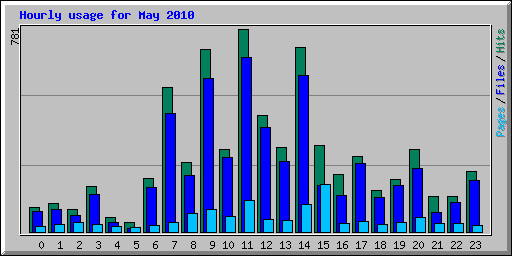 Hourly usage for May 2010
781
Pages / Files / Hits
0 1 2 3 4 5 6 7 8 9 10 11 12 13 14 15 16 17 18 19 20 21 22 23